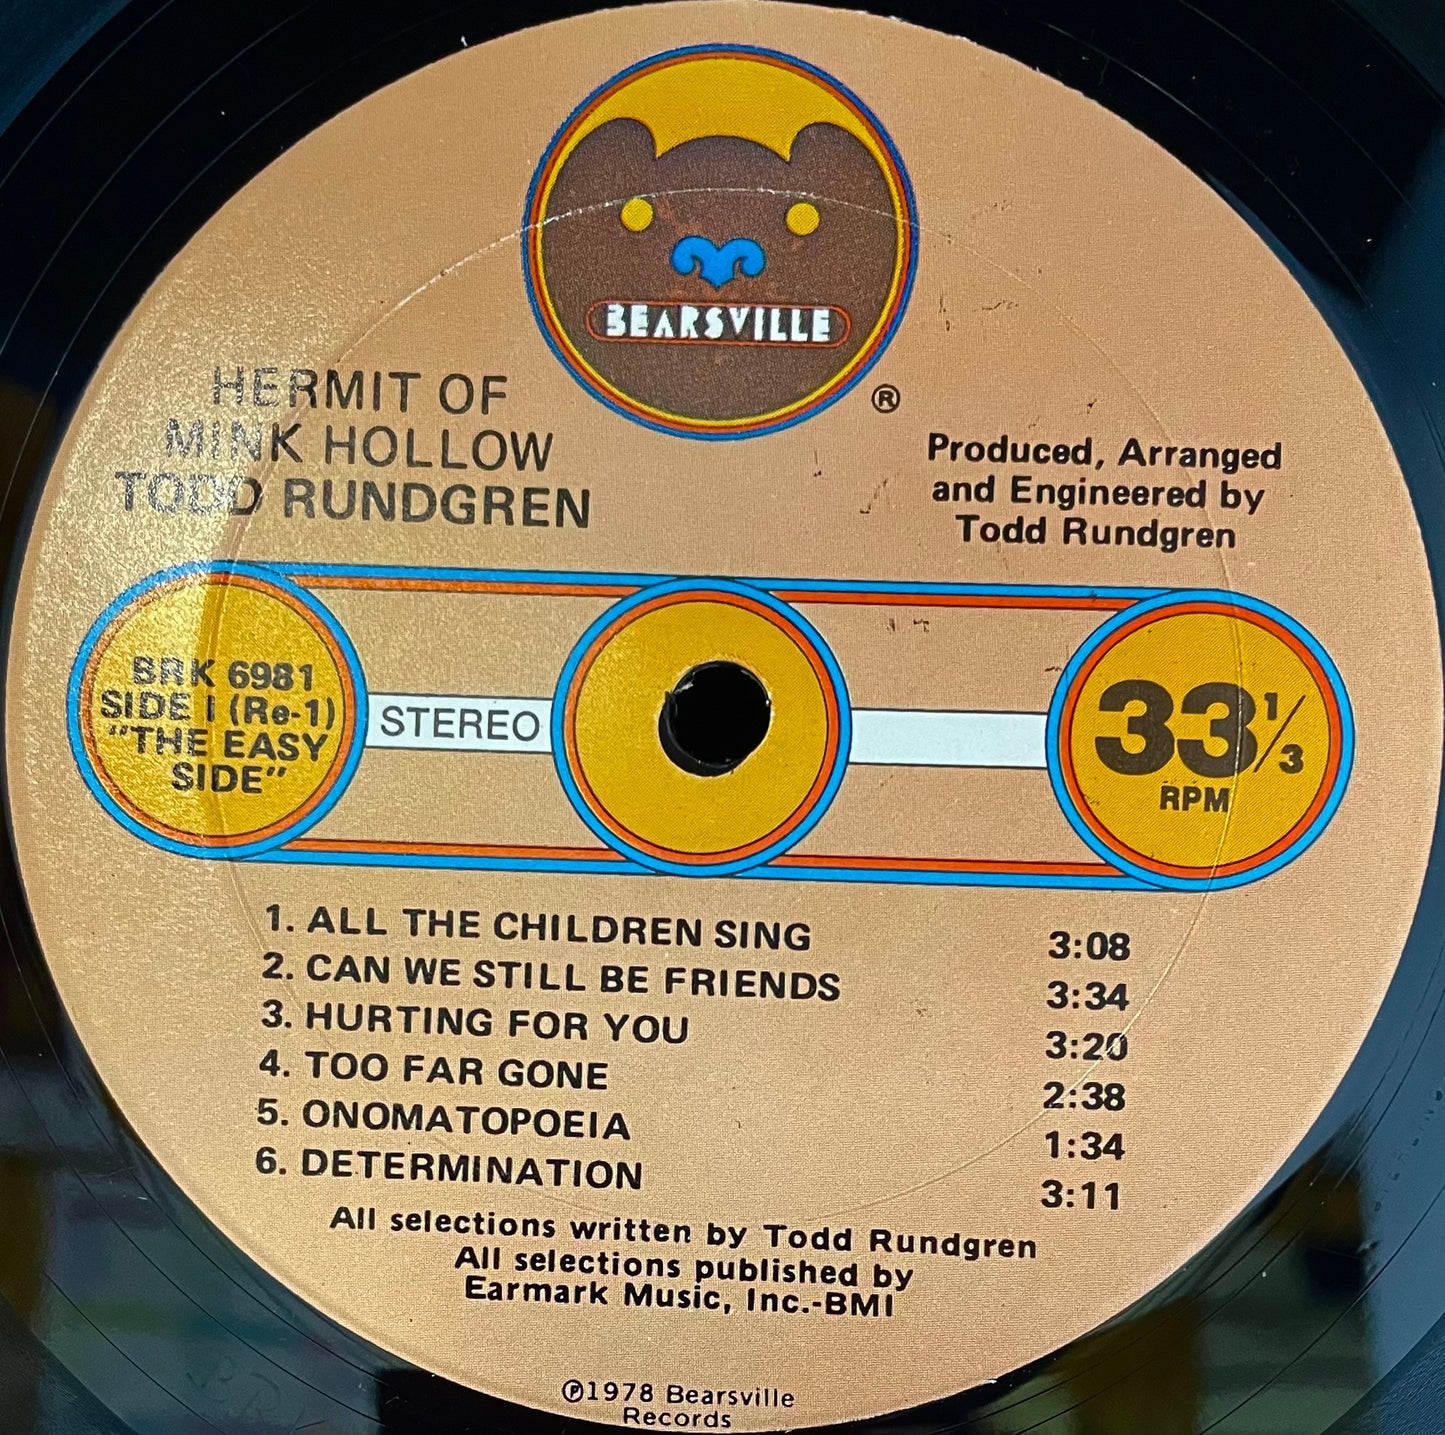 BEARSVILLE
®
HERMIT OF
MINK HOLLOW
TODD RUNDGREN
Produced, Arranged
and Engineered by
Todd Rundgren
BRK 6981
SIDE I (Re-1)
"THE EASY
SIDE"
STEREO
33 1/3
RPM
1. ALL THE CHILDREN SING 3:08
2. CAN WE STILL BE FRIENDS 3:34
3. HURTING FOR YOU 3:20
4. TOO FAR GONE 2:38
5. ONOMATOPOEIA 1:34
6. DETERMINATION 3:11
All selections written by Todd Rundgren
All selections published by
Earmark Music, Inc.-BMI
℗1978 Bearsville
Records